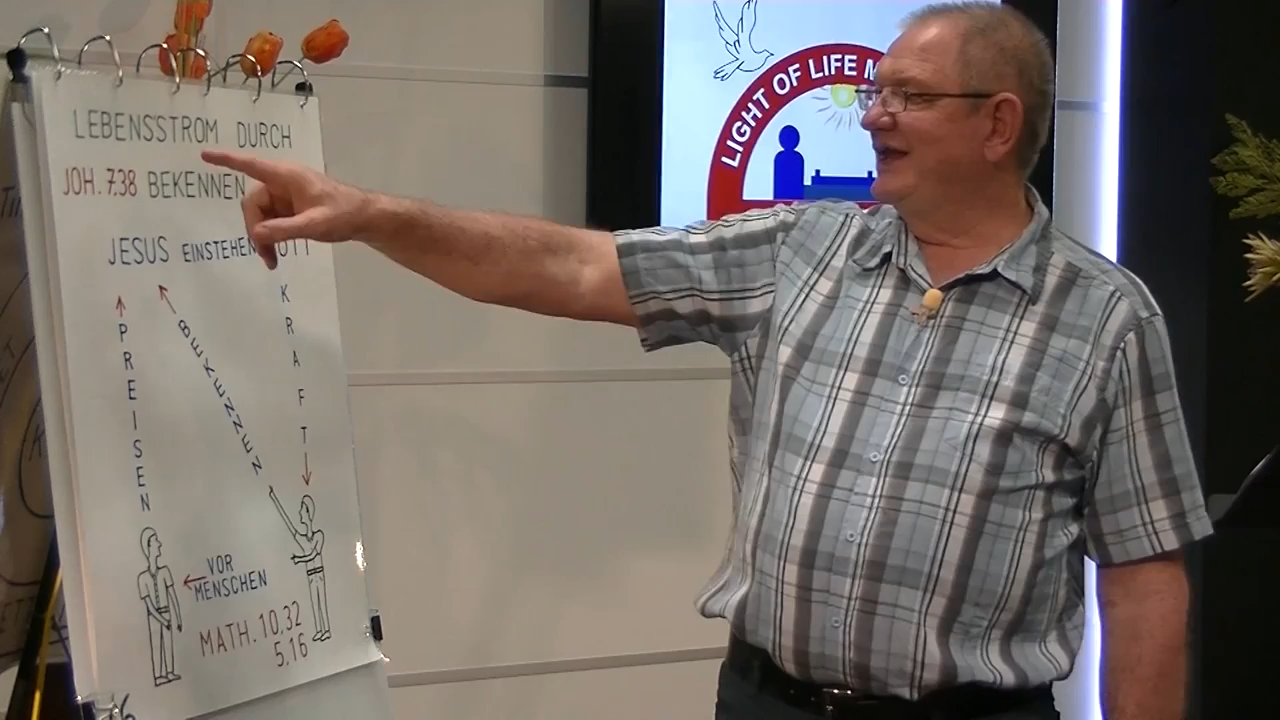 LEBENSSTROM DURCH
JOH. 7.38 BEKENNEN
JESUS EINSTEHEN
KRAFT
BEKENNEN
PREISEN
VOR
MENSCHEN
MATH. 10,32
5,16
LIGHT OF LIFE